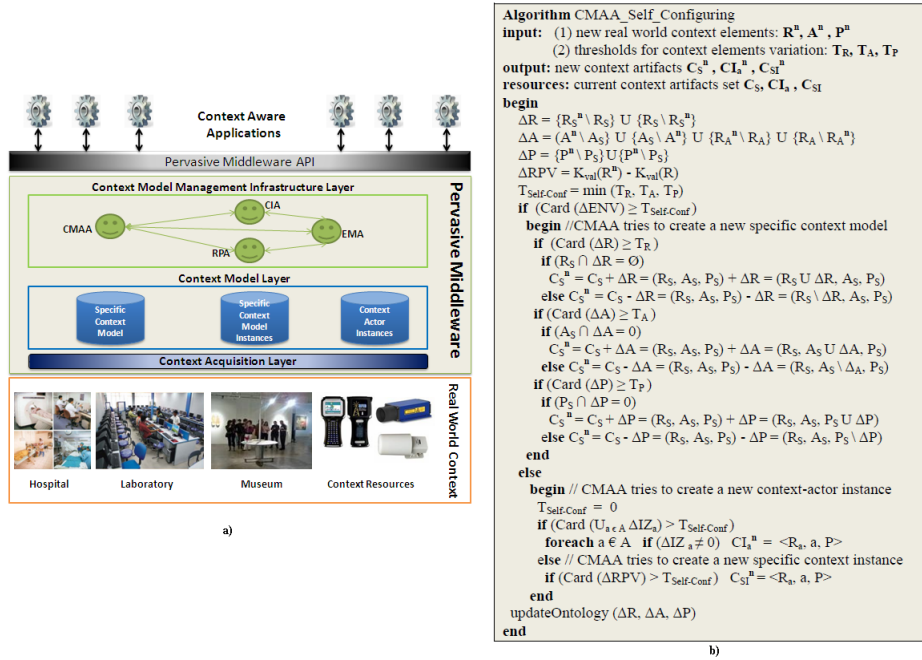 Context Aware
Applications
Pervasive Middleware API
Context Model Management Infrastructure Layer
CIA
CMAA
EMA
RPA
Context Model Layer
Specific
Context
Model
Specific
Context
Model
Instances
Context
Actor
Instances
Context Acquisition Layer
Pervasive Middleware
Hospital
Laboratory
Museum
Context Resources
Real World Context
a)
Algorithm CMAA_Self_Configuring
input: (1) new real world context elements: Rⁿ, Aⁿ , Pⁿ
(2) thresholds for context elements variation: T_R, T_A, T_P
output: new context artifacts C_Sⁿ , CI_aⁿ , C_SIⁿ
resources: current context artifacts set C_S, CI_a , C_SI
begin
ΔR = {R_Sⁿ \ R_S} U {R_S \ R_Sⁿ}
ΔA = (Aⁿ \ A_S} U {A_S \ Aⁿ} U {R_Aⁿ \ R_A} U {R_A \ R_Aⁿ}
ΔP = {Pⁿ \ P_S}U{Pⁿ \ P_S}
ΔRPV = K_val(Rⁿ) - K_val(R)
T_Self-Conf = min (T_R, T_A, T_P)
if (Card (ΔENV) ≥ T_Self-Conf)
begin //CMAA tries to create a new specific context model
if (Card (ΔR) ≥ T_R)
if (R_S ∩ ΔR = Ø)
C_Sⁿ = C_S + ΔR = (R_S, A_S, P_S) + ΔR = (R_S U ΔR, A_S, P_S)
else C_Sⁿ = C_S - ΔR = (R_S, A_S, P_S) - ΔR = (R_S \ ΔR, A_S, P_S)
if (Card (ΔA) ≥ T_A)
if (A_S ∩ ΔA = 0)
C_Sⁿ = C_S + ΔA = (R_S, A_S, P_S) + ΔA = (R_S, A_S U ΔA, P_S)
else C_Sⁿ = C_S - ΔA = (R_S, A_S, P_S) - ΔA = (R_S, A_S \ Δ_A, P_S)
if (Card (ΔP) ≥ T_P)
if (P_S ∩ ΔP = 0)
C_Sⁿ = C_S + ΔP = (R_S, A_S, P_S) + ΔP = (R_S, A_S, P_S U ΔP)
else C_Sⁿ = C_S - ΔP = (R_S, A_S, P_S) - ΔP = (R_S, A_S, P_S \ ΔP)
end
else
begin // CMAA tries to create a new context-actor instance
T_Self-Conf = 0
if (Card (U_a ϵ A ΔIZ_a) > T_Self-Conf)
foreach a ϵ A if (ΔIZ_a ≠ 0) CI_aⁿ = <R_a, a, P>
else // CMAA tries to create a new specific context instance
if (Card (ΔRPV) > T_Self-Conf) C_SIⁿ = <R_a, a, P>
end
updateOntology (ΔR, ΔA, ΔP)
end
b)